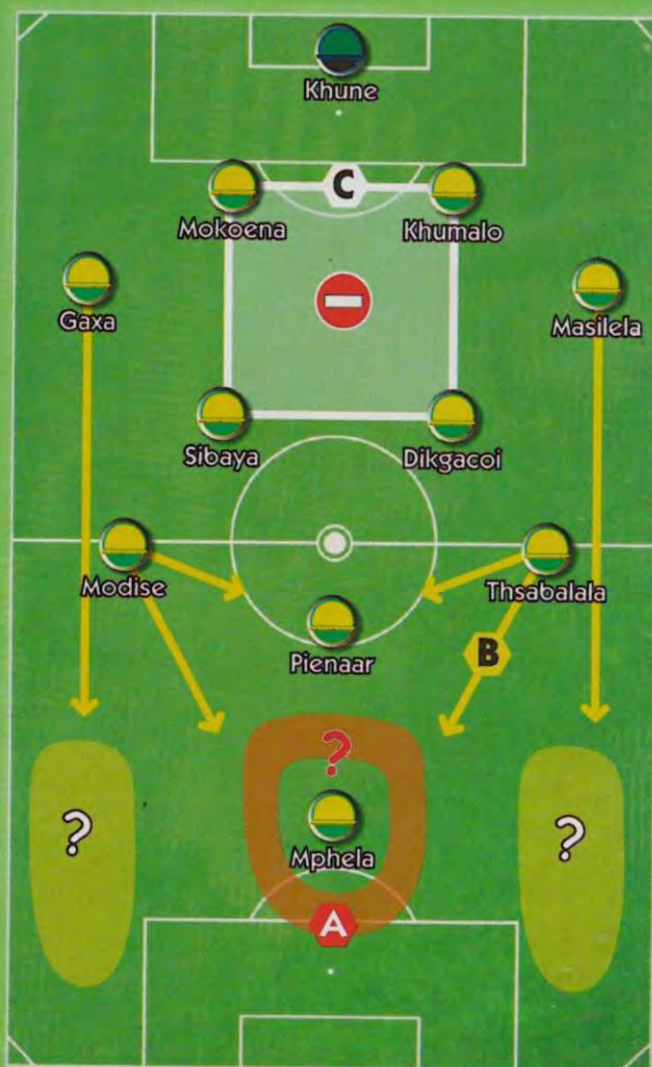 Khune
C
Mokoena
Khumalo
Gaxa
Masilela
Sibaya
Dikgacoi
Modise
Thsabalala
Pienaar
B
?
?
?
Mphela
A